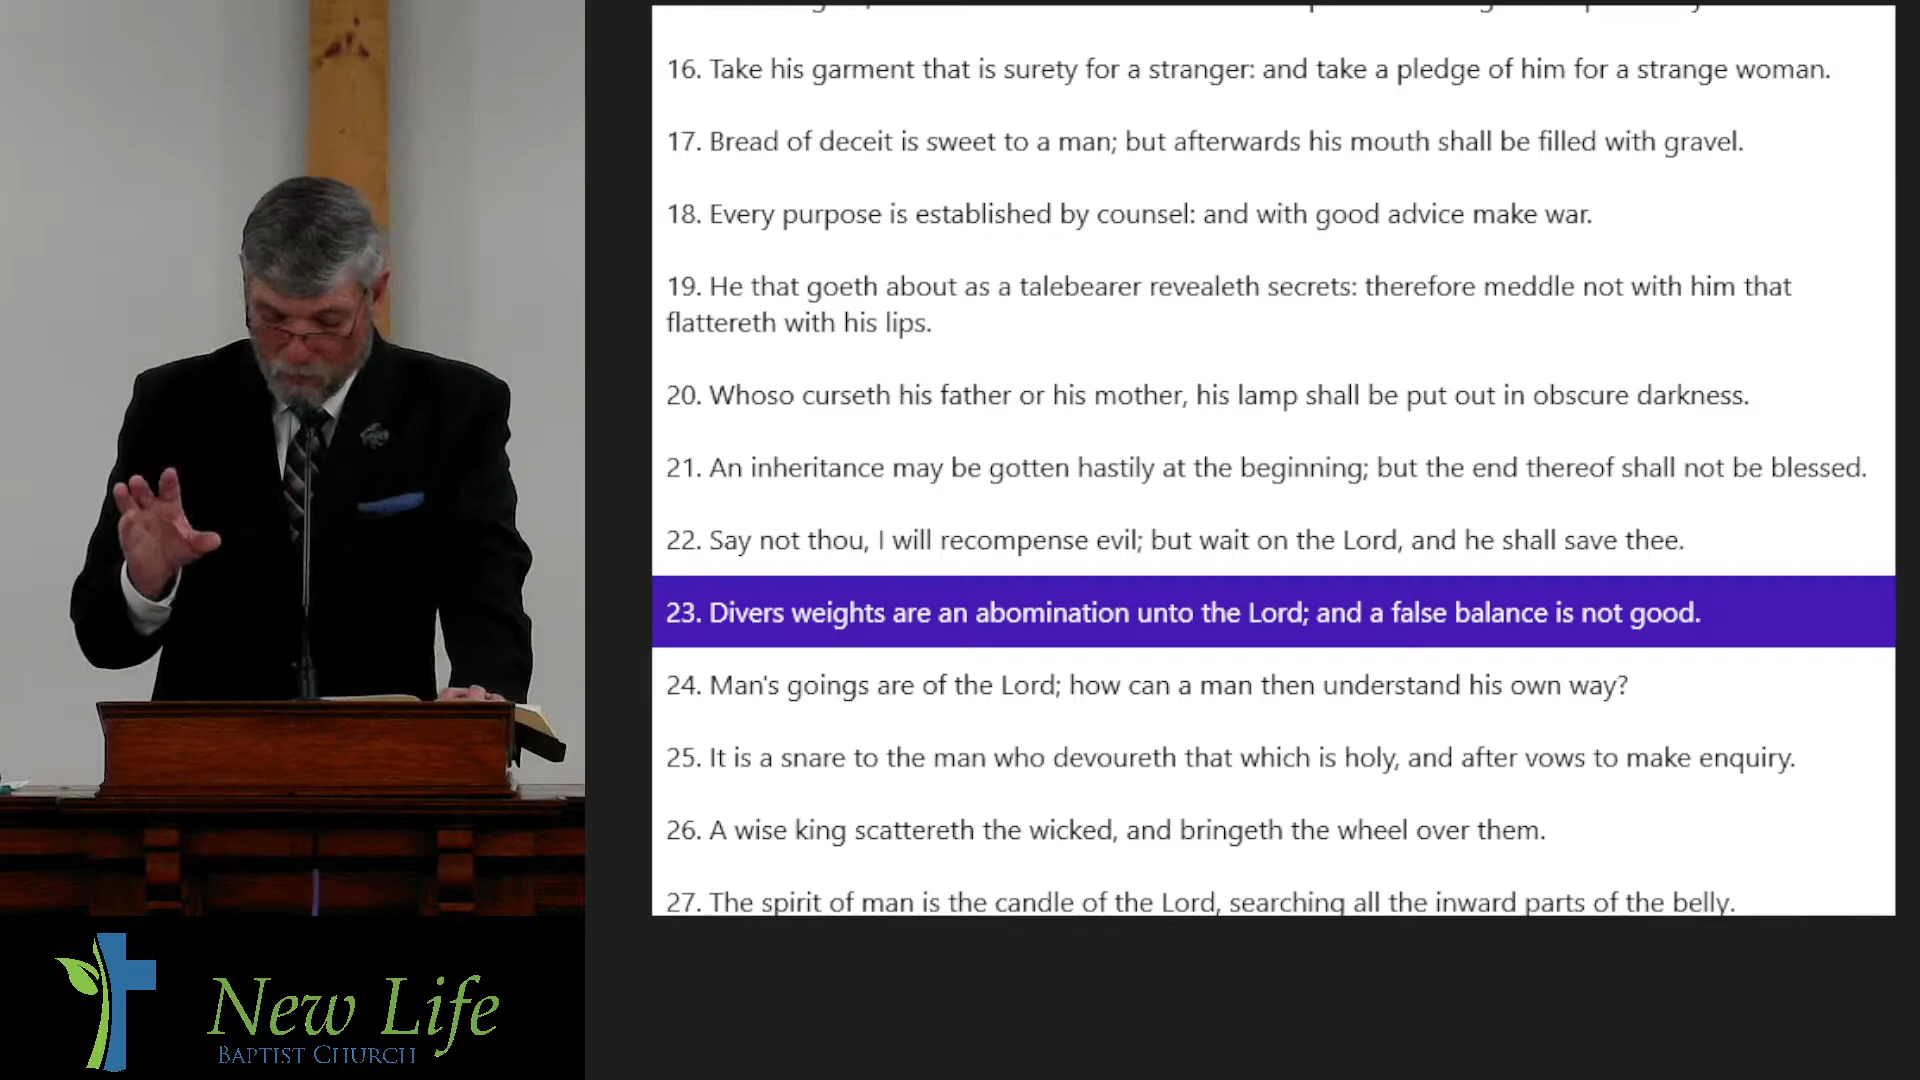 16. Take his garment that is surety for a stranger: and take a pledge of him for a strange woman.
17. Bread of deceit is sweet to a man; but afterwards his mouth shall be filled with gravel.
18. Every purpose is established by counsel: and with good advice make war.
19. He that goeth about as a talebearer revealeth secrets: therefore meddle not with him that
flattereth with his lips.
20. Whoso curseth his father or his mother, his lamp shall be put out in obscure darkness.
21. An inheritance may be gotten hastily at the beginning; but the end thereof shall not be blessed.
22. Say not thou, I will recompense evil; but wait on the Lord, and he shall save thee.
23. Divers weights are an abomination unto the Lord; and a false balance is not good.
24. Man's goings are of the Lord; how can a man then understand his own way?
25. It is a snare to the man who devoureth that which is holy, and after vows to make enquiry.
26. A wise king scattereth the wicked, and bringeth the wheel over them.
27. The spirit of man is the candle of the Lord, searching all the inward parts of the belly.
New Life
BAPTIST CHURCH